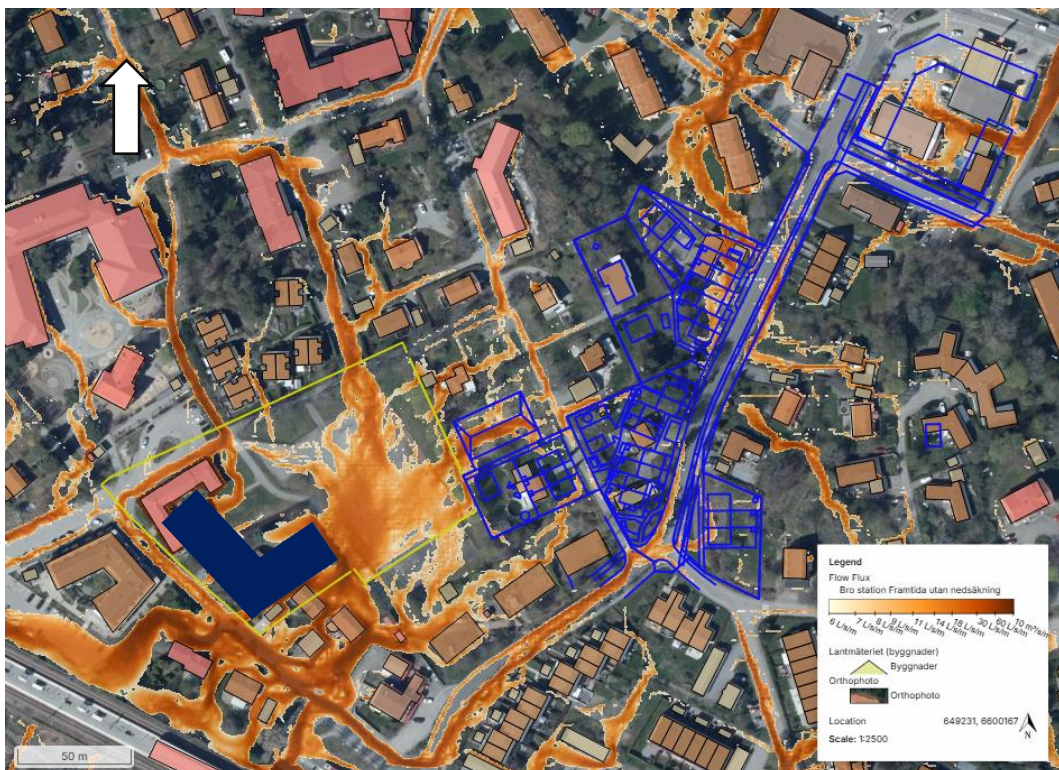 Legend
Flow Flux
Bro station Framtida utan nedsäkning
6 L/s/m 7 L/s/m 8 L/s/m 9 L/s/m 11 L/s/m 14 L/s/m 18 L/s/m 30 L/s/m 60 L/s/m 10 m³/s/m
Lantmäteriet (byggnader)
Byggnader
Orthophoto
Orthophoto
Location 649231, 6600167
N
Scale: 1:2500
50 m